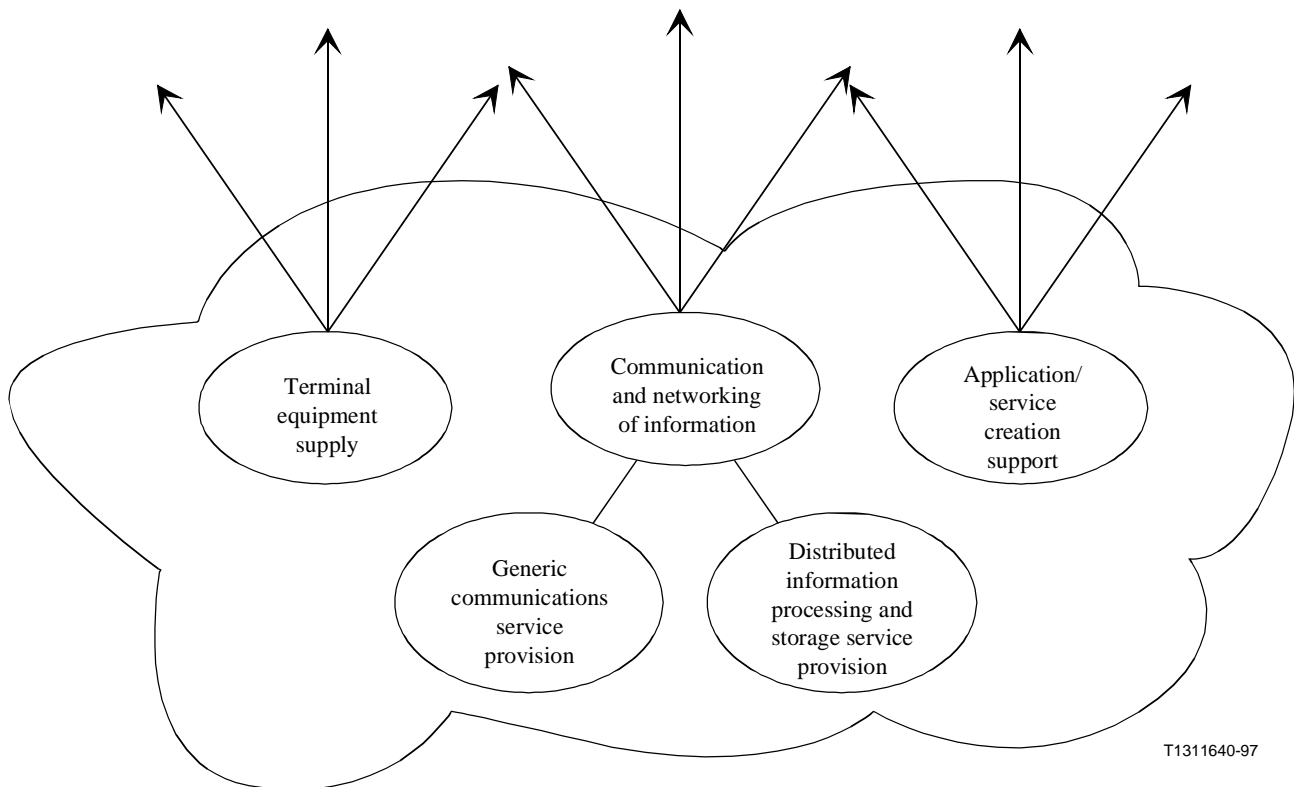 Terminal
equipment
supply
Communication
and networking
of information
Application/
service
creation
support
Generic
communications
service
provision
Distributed
information
processing and
storage service
provision
T1311640-97